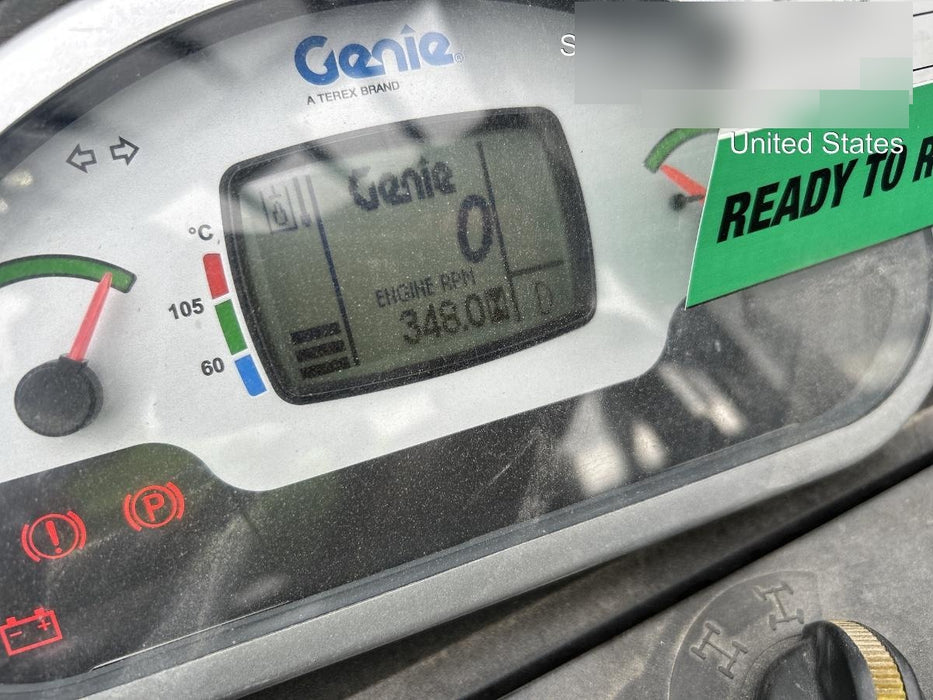 Genie®
A TEREX BRAND
S
United States
READY TO R
Genie
0
ENGINE RPM
348.0
0
°C
105
60
P